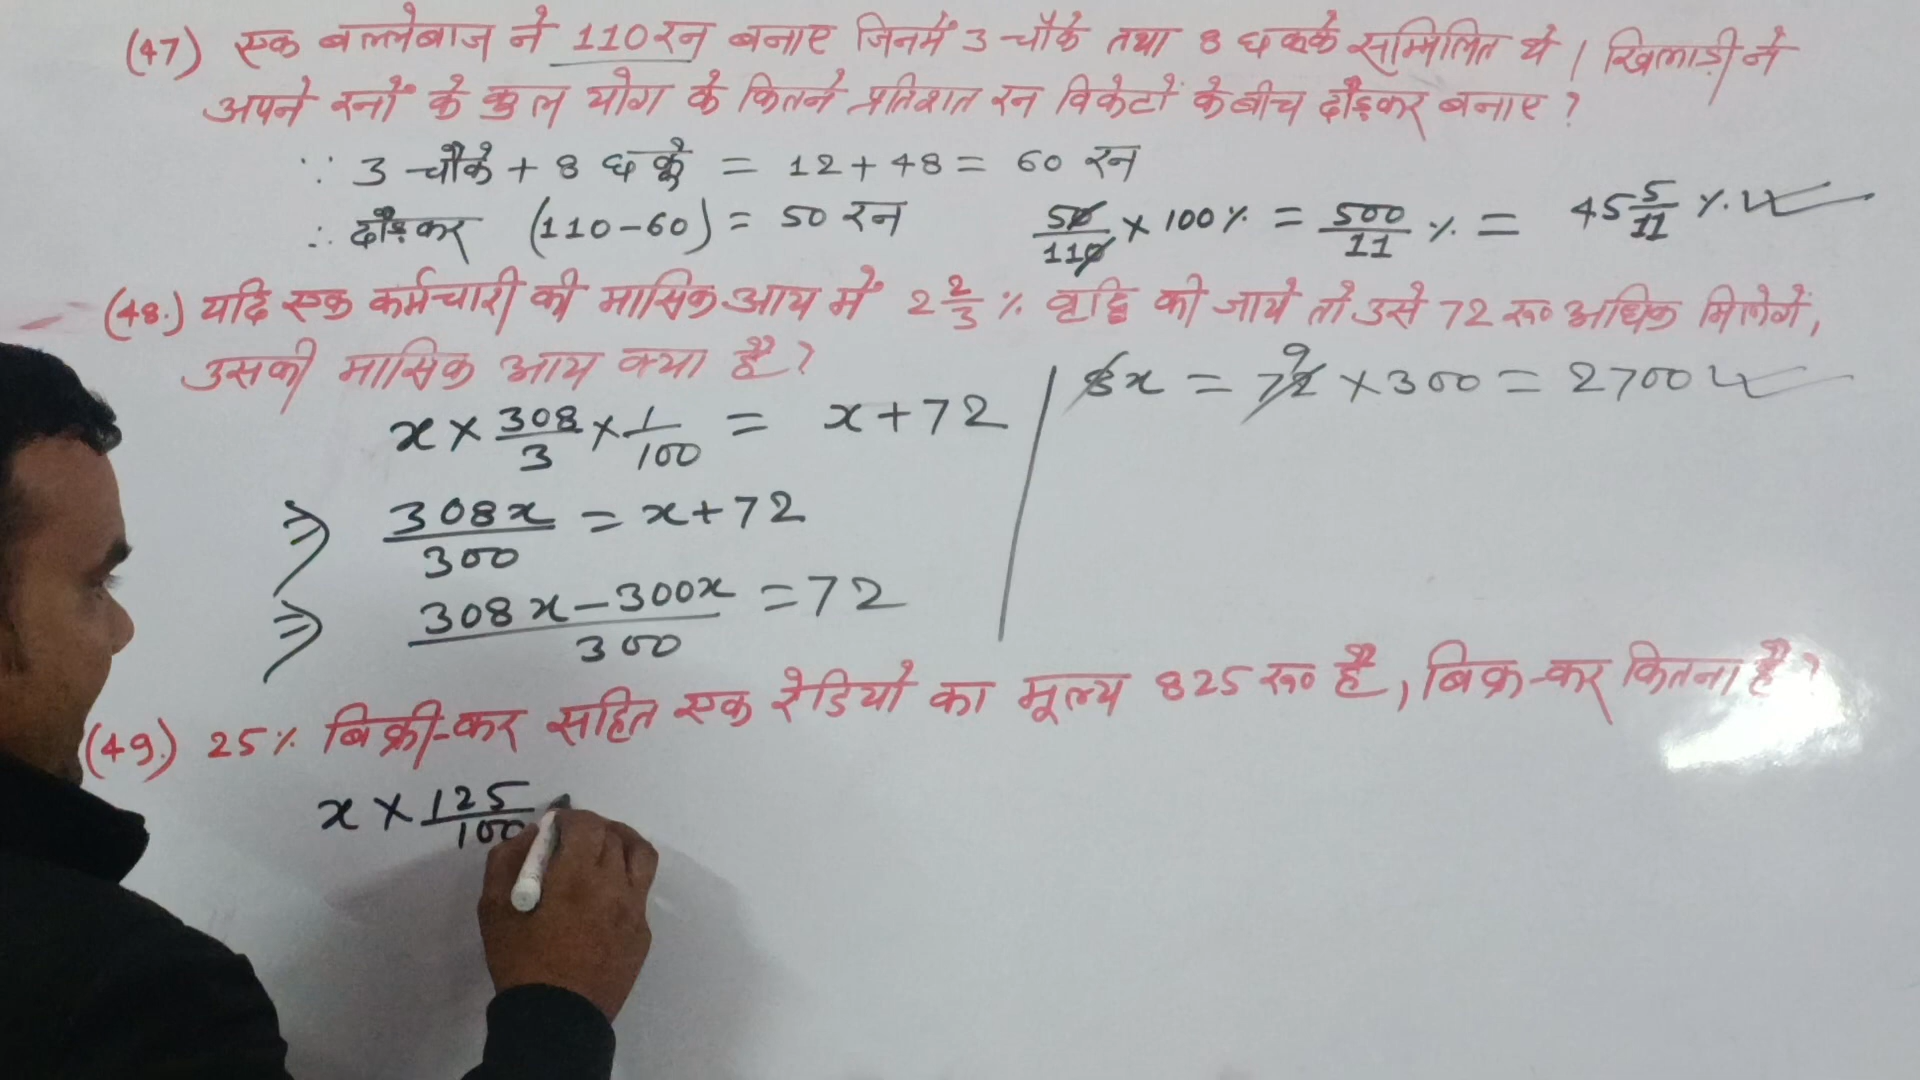 (47) एक बल्लेबाज ने 110 रन बनाए जिनमें 3 चौके तथा 8 छक्के सम्मिलित थे। खिलाड़ी ने
अपने रनों के कुल योग के कितने प्रतिशत रन विकेटों के बीच दौड़कर बनाए?
∵ 3 चौके + 8 छक्के = 12 + 48 = 60 रन
∴ दौड़कर (110-60) = 50 रन 50/110 × 100% = 500/11 % = 45 5/11 %.
(48.) यदि एक कर्मचारी की मासिक आय में 2 2/3 % वृद्धि की जाये तो उसे 72 रू० अधिक मिलेगें,
उसकी मासिक आय क्या है?
x × 308/3 × 1/100 = x + 72
⇒ 308x/300 = x + 72
⇒ 308x - 300x/300 = 72
8x = 72 9 × 300 = 2700
(49.) 25% बिक्री-कर सहित एक रेडियो का मूल्य 825 रू० है, बिक्र-कर कितना है?
x × 125/100